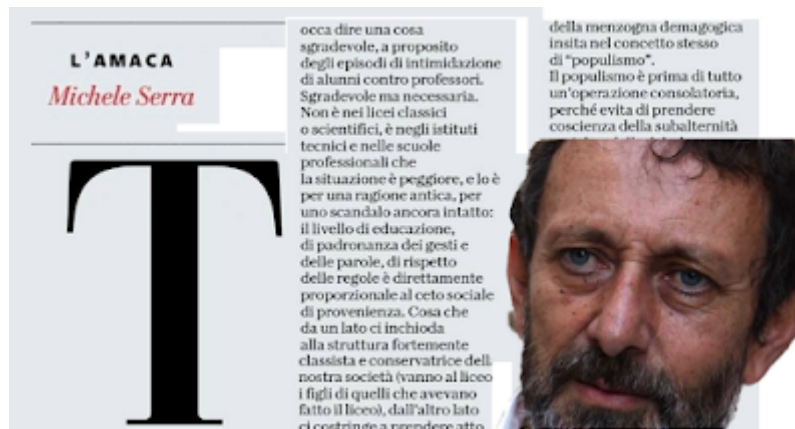 L'AMACA
Michele Serra
T
occa dire una cosa
sgradevole, a proposito
degli episodi di intimidazione
di alunni contro professori.
Sgradevole ma necessaria.
Non è nei licei classici
o scientifici, è negli istituti
tecnici e nelle scuole
professionali che
la situazione è peggiore, e lo è
per una ragione antica, per
uno scandalo ancora intatto:
il livello di educazione,
di padronanza dei gesti e
delle parole, di rispetto
delle regole è direttamente
proporzionale al ceto sociale
di provenienza. Cosa che
da un lato ci inchioda
alla struttura fortemente
classista e conservatrice dell
nostra società (vanno al liceo
i figli di quelli che avevano
fatto il liceo), dall'altro lato
ci costringe a prendere atto
della menzogna demagogica
insita nel concetto stesso
di "populismo".
Il populismo è prima di tutto
un'operazione consolatoria,
perché evita di prendere
coscienza della subalternità